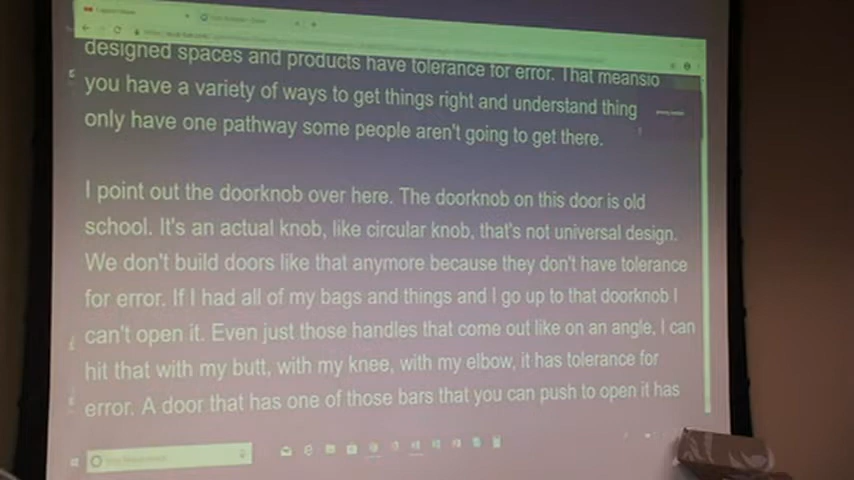 designed spaces and products have tolerance for error. That meansio
you have a variety of ways to get things right and understand thing
only have one pathway some people aren't going to get there.
I point out the doorknob over here. The doorknob on this door is old
school. It's an actual knob, like circular knob, that's not universal design.
We don't build doors like that anymore because they don't have tolerance
for error. If I had all of my bags and things and I go up to that doorknob I
can't open it. Even just those handles that come out like on an angle, I can
hit that with my butt, with my knee, with my elbow, it has tolerance for
error. A door that has one of those bars that you can push to open it has